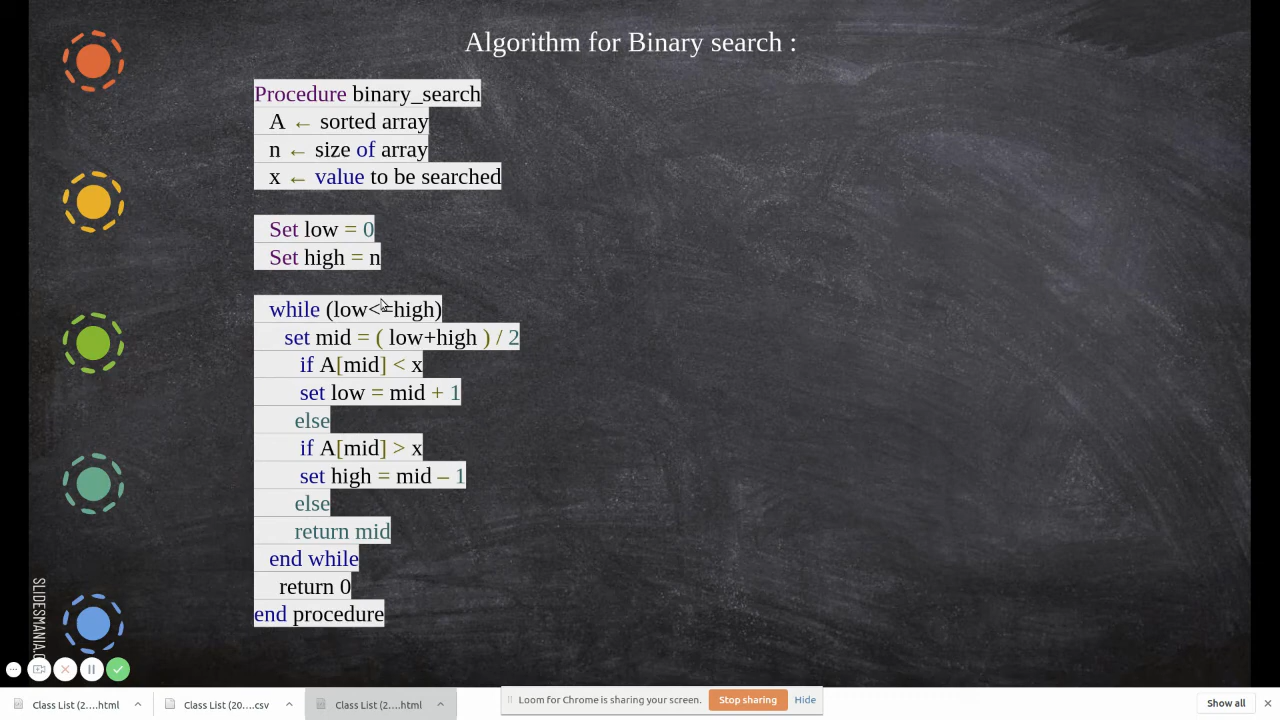 Algorithm for Binary search :
Procedure binary_search
A ← sorted array
n ← size of array
x ← value to be searched
Set low = 0
Set high = n
while (low<=high)
set mid = ( low+high ) / 2
if A[mid] < x
set low = mid + 1
else
if A[mid] > x
set high = mid – 1
else
return mid
end while
return 0
end procedure
SLIDESMANIA.C
Class List (2....html
Class List (20....csv
Class List (2....html
Loom for Chrome is sharing your screen.
Stop sharing
Hide
Show all